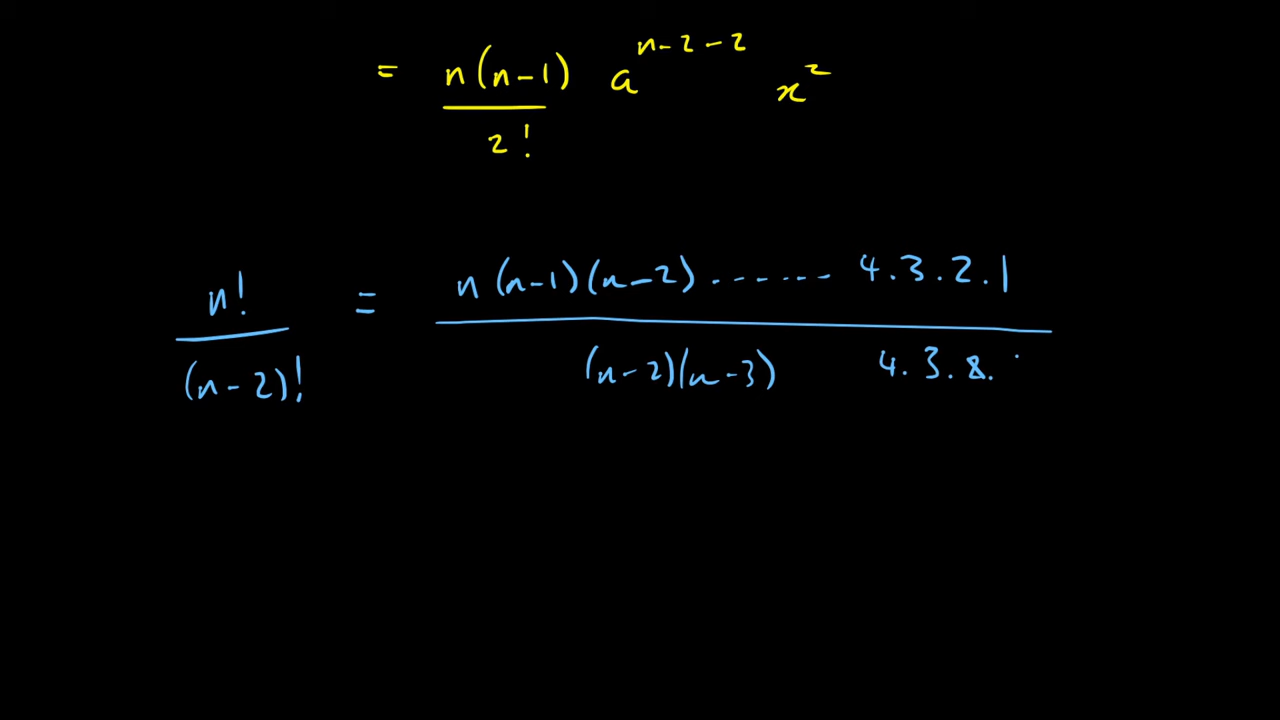 = n(n-1)/2! a^{n-2-2} x^2
n!/(n-2)! = n(n-1)(n-2).......4.3.2.1/(n-2)(n-3) 4.3.8.